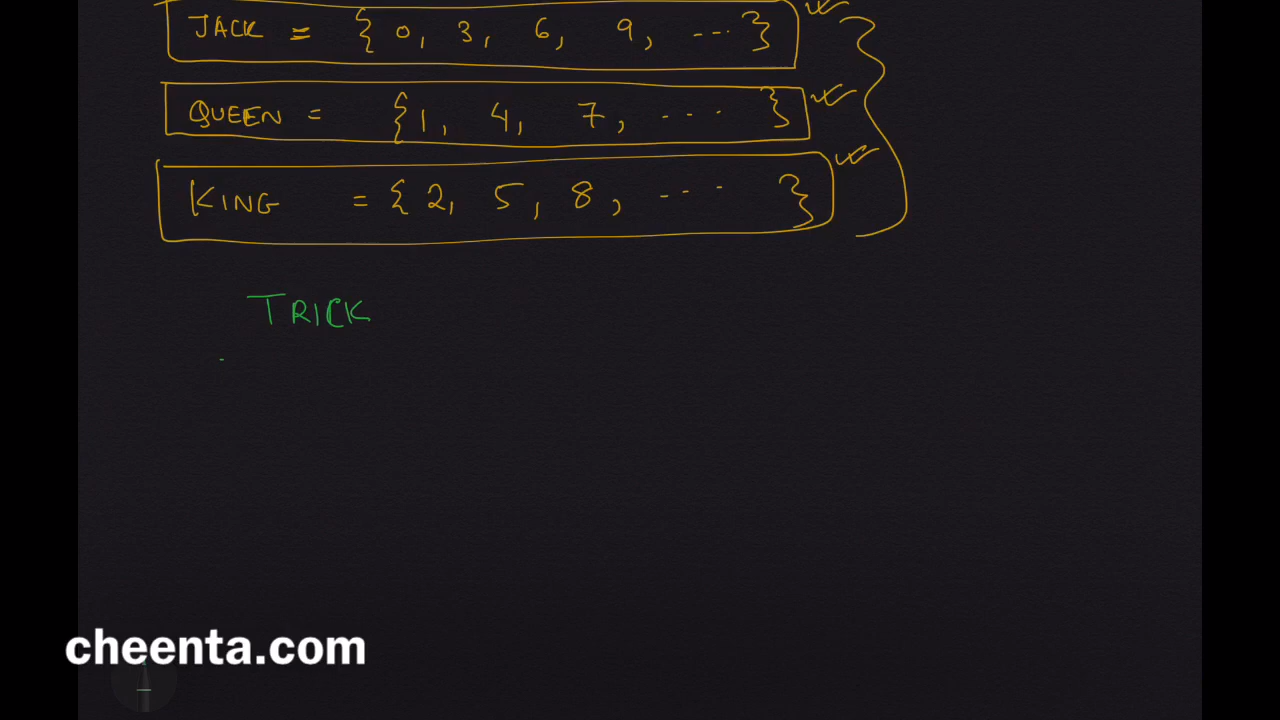 JACK = { 0, 3, 6, 9, ... }
QUEEN = { 1, 4, 7, ... }
KING = { 2, 5, 8, ... }
TRICK
cheenta.com